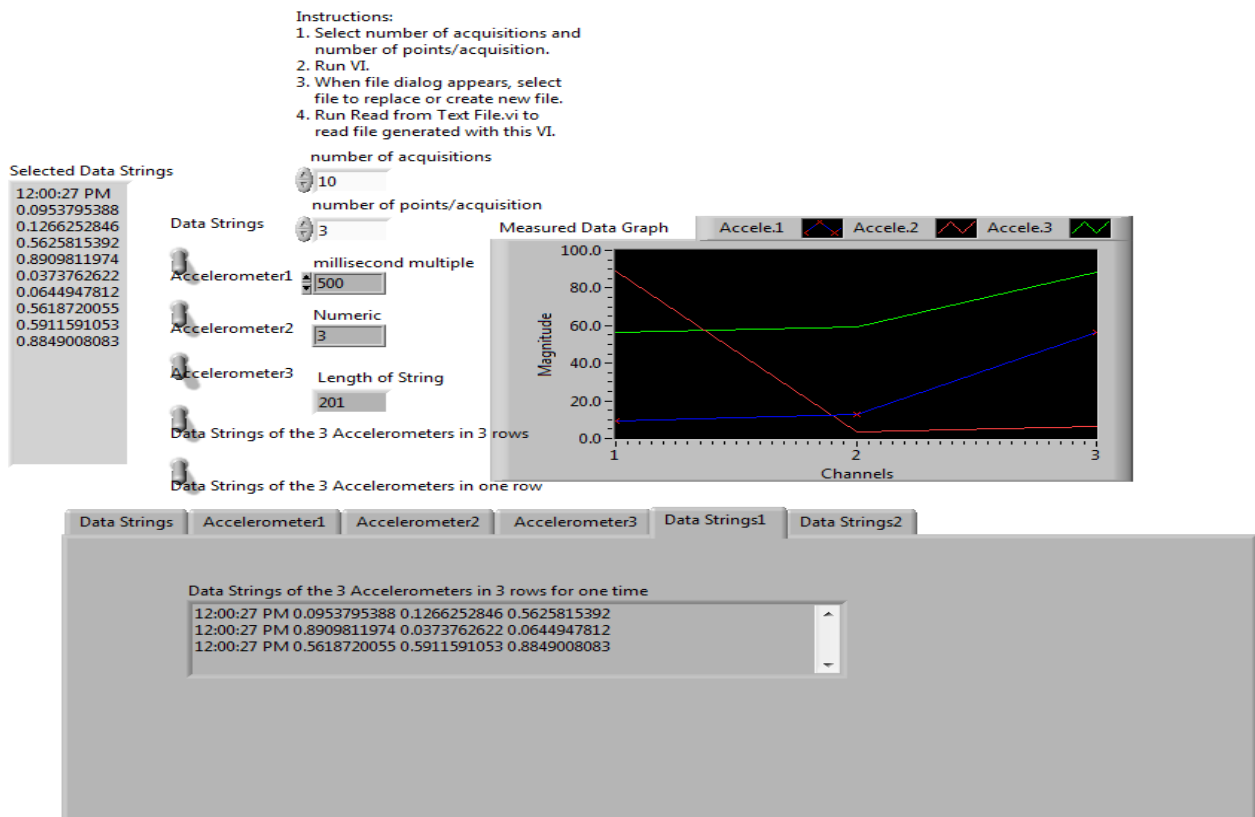 Instructions:
1. Select number of acquisitions and
number of points/acquisition.
2. Run VI.
3. When file dialog appears, select
file to replace or create new file.
4. Run Read from Text File.vi to
read file generated with this VI.
number of acquisitions
10
number of points/acquisition
3
millisecond multiple
500
Numeric
3
Length of String
201
Selected Data Strings
12:00:27 PM
0.0953795388
0.1266252846
0.5625815392
0.8909811974
0.0373762622
0.0644947812
0.5618720055
0.5911591053
0.8849008083
Data Strings
Accelerometer1
Accelerometer2
Accelerometer3
Data Strings of the 3 Accelerometers in 3 rows
Data Strings of the 3 Accelerometers in one row
Measured Data Graph
Accele.1
Accele.2
Accele.3
100.0
80.0
60.0
40.0
20.0
0.0
Magnitude
1
2
3
Channels
Data Strings
Accelerometer1
Accelerometer2
Accelerometer3
Data Strings1
Data Strings2
Data Strings of the 3 Accelerometers in 3 rows for one time
12:00:27 PM 0.0953795388 0.1266252846 0.5625815392
12:00:27 PM 0.8909811974 0.0373762622 0.0644947812
12:00:27 PM 0.5618720055 0.5911591053 0.8849008083